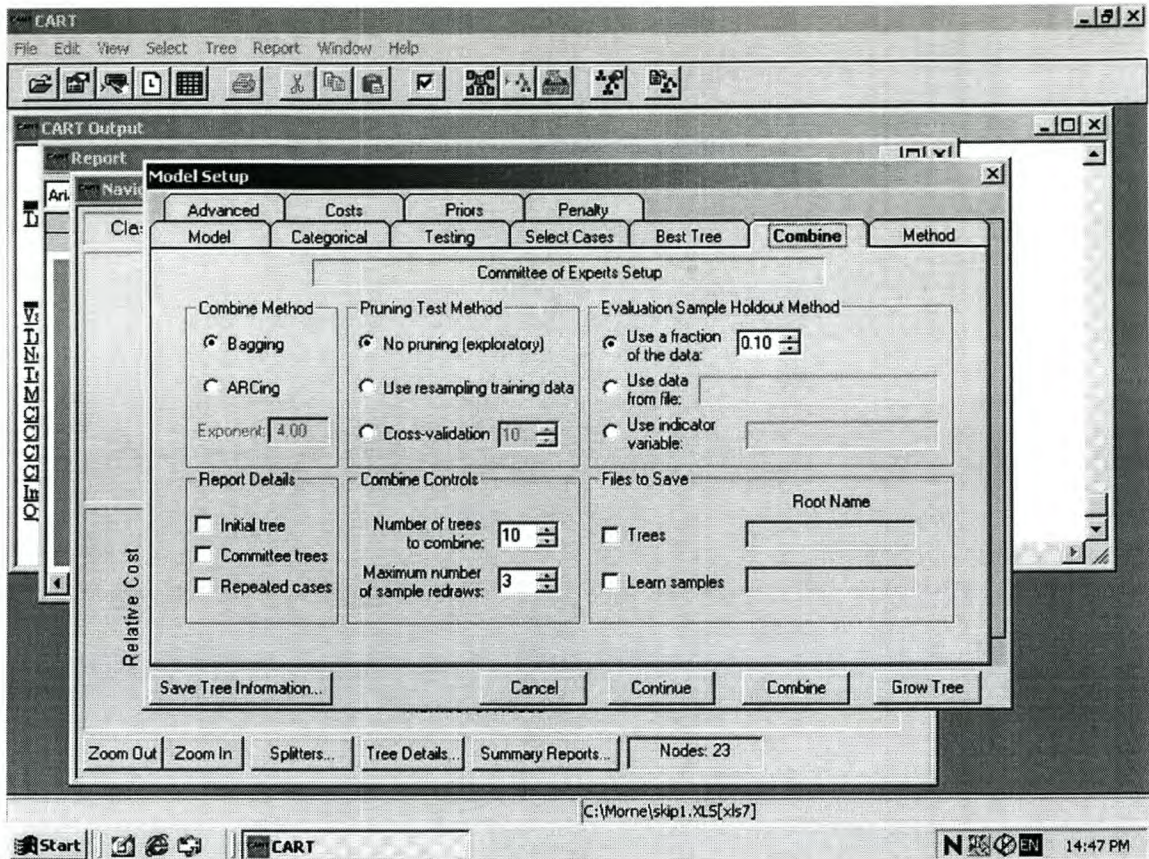 CART
File Edit View Select Tree Report Window Help
CART Output
Report
Ari
Navic
Clas
Model Setup
Advanced Costs Priors Penalty
Model Categorical Testing Select Cases Best Tree Combine Method
Committee of Experts Setup
Combine Method
Bagging
ARCing
Exponent: 4.00
Pruning Test Method
No pruning (exploratory)
Use resampling training data
Cross-validation 10
Evaluation Sample Holdout Method
Use a fraction of the data: 0.10
Use data from file:
Use indicator variable:
Report Details
Initial tree
Committee trees
Repeated cases
Combine Controls
Number of trees to combine: 10
Maximum number of sample redraws: 3
Files to Save
Root Name
Trees
Learn samples
Relative Cost
Save Tree Information... Cancel Continue Combine Grow Tree
Zoom Out Zoom In Splitters... Tree Details... Summary Reports... Nodes: 23
C:\Morne\skip1.XLS[xls7]
Start CART N EN 14:47 PM